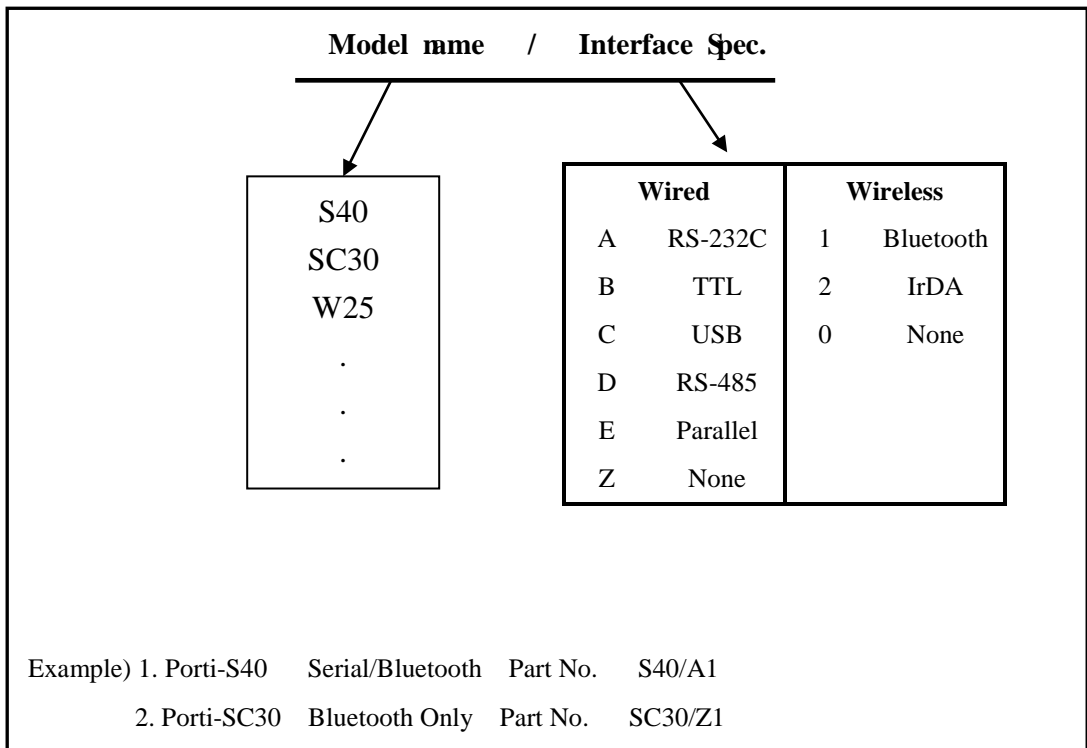 Model name / Interface Spec.
S40
SC30
W25
.
.
.
Wired Wireless
A RS-232C 1 Bluetooth
B TTL 2 IrDA
C USB 0 None
D RS-485
E Parallel
Z None
Example) 1. Porti-S40 Serial/Bluetooth Part No. S40/A1
2. Porti-SC30 Bluetooth Only Part No. SC30/Z1